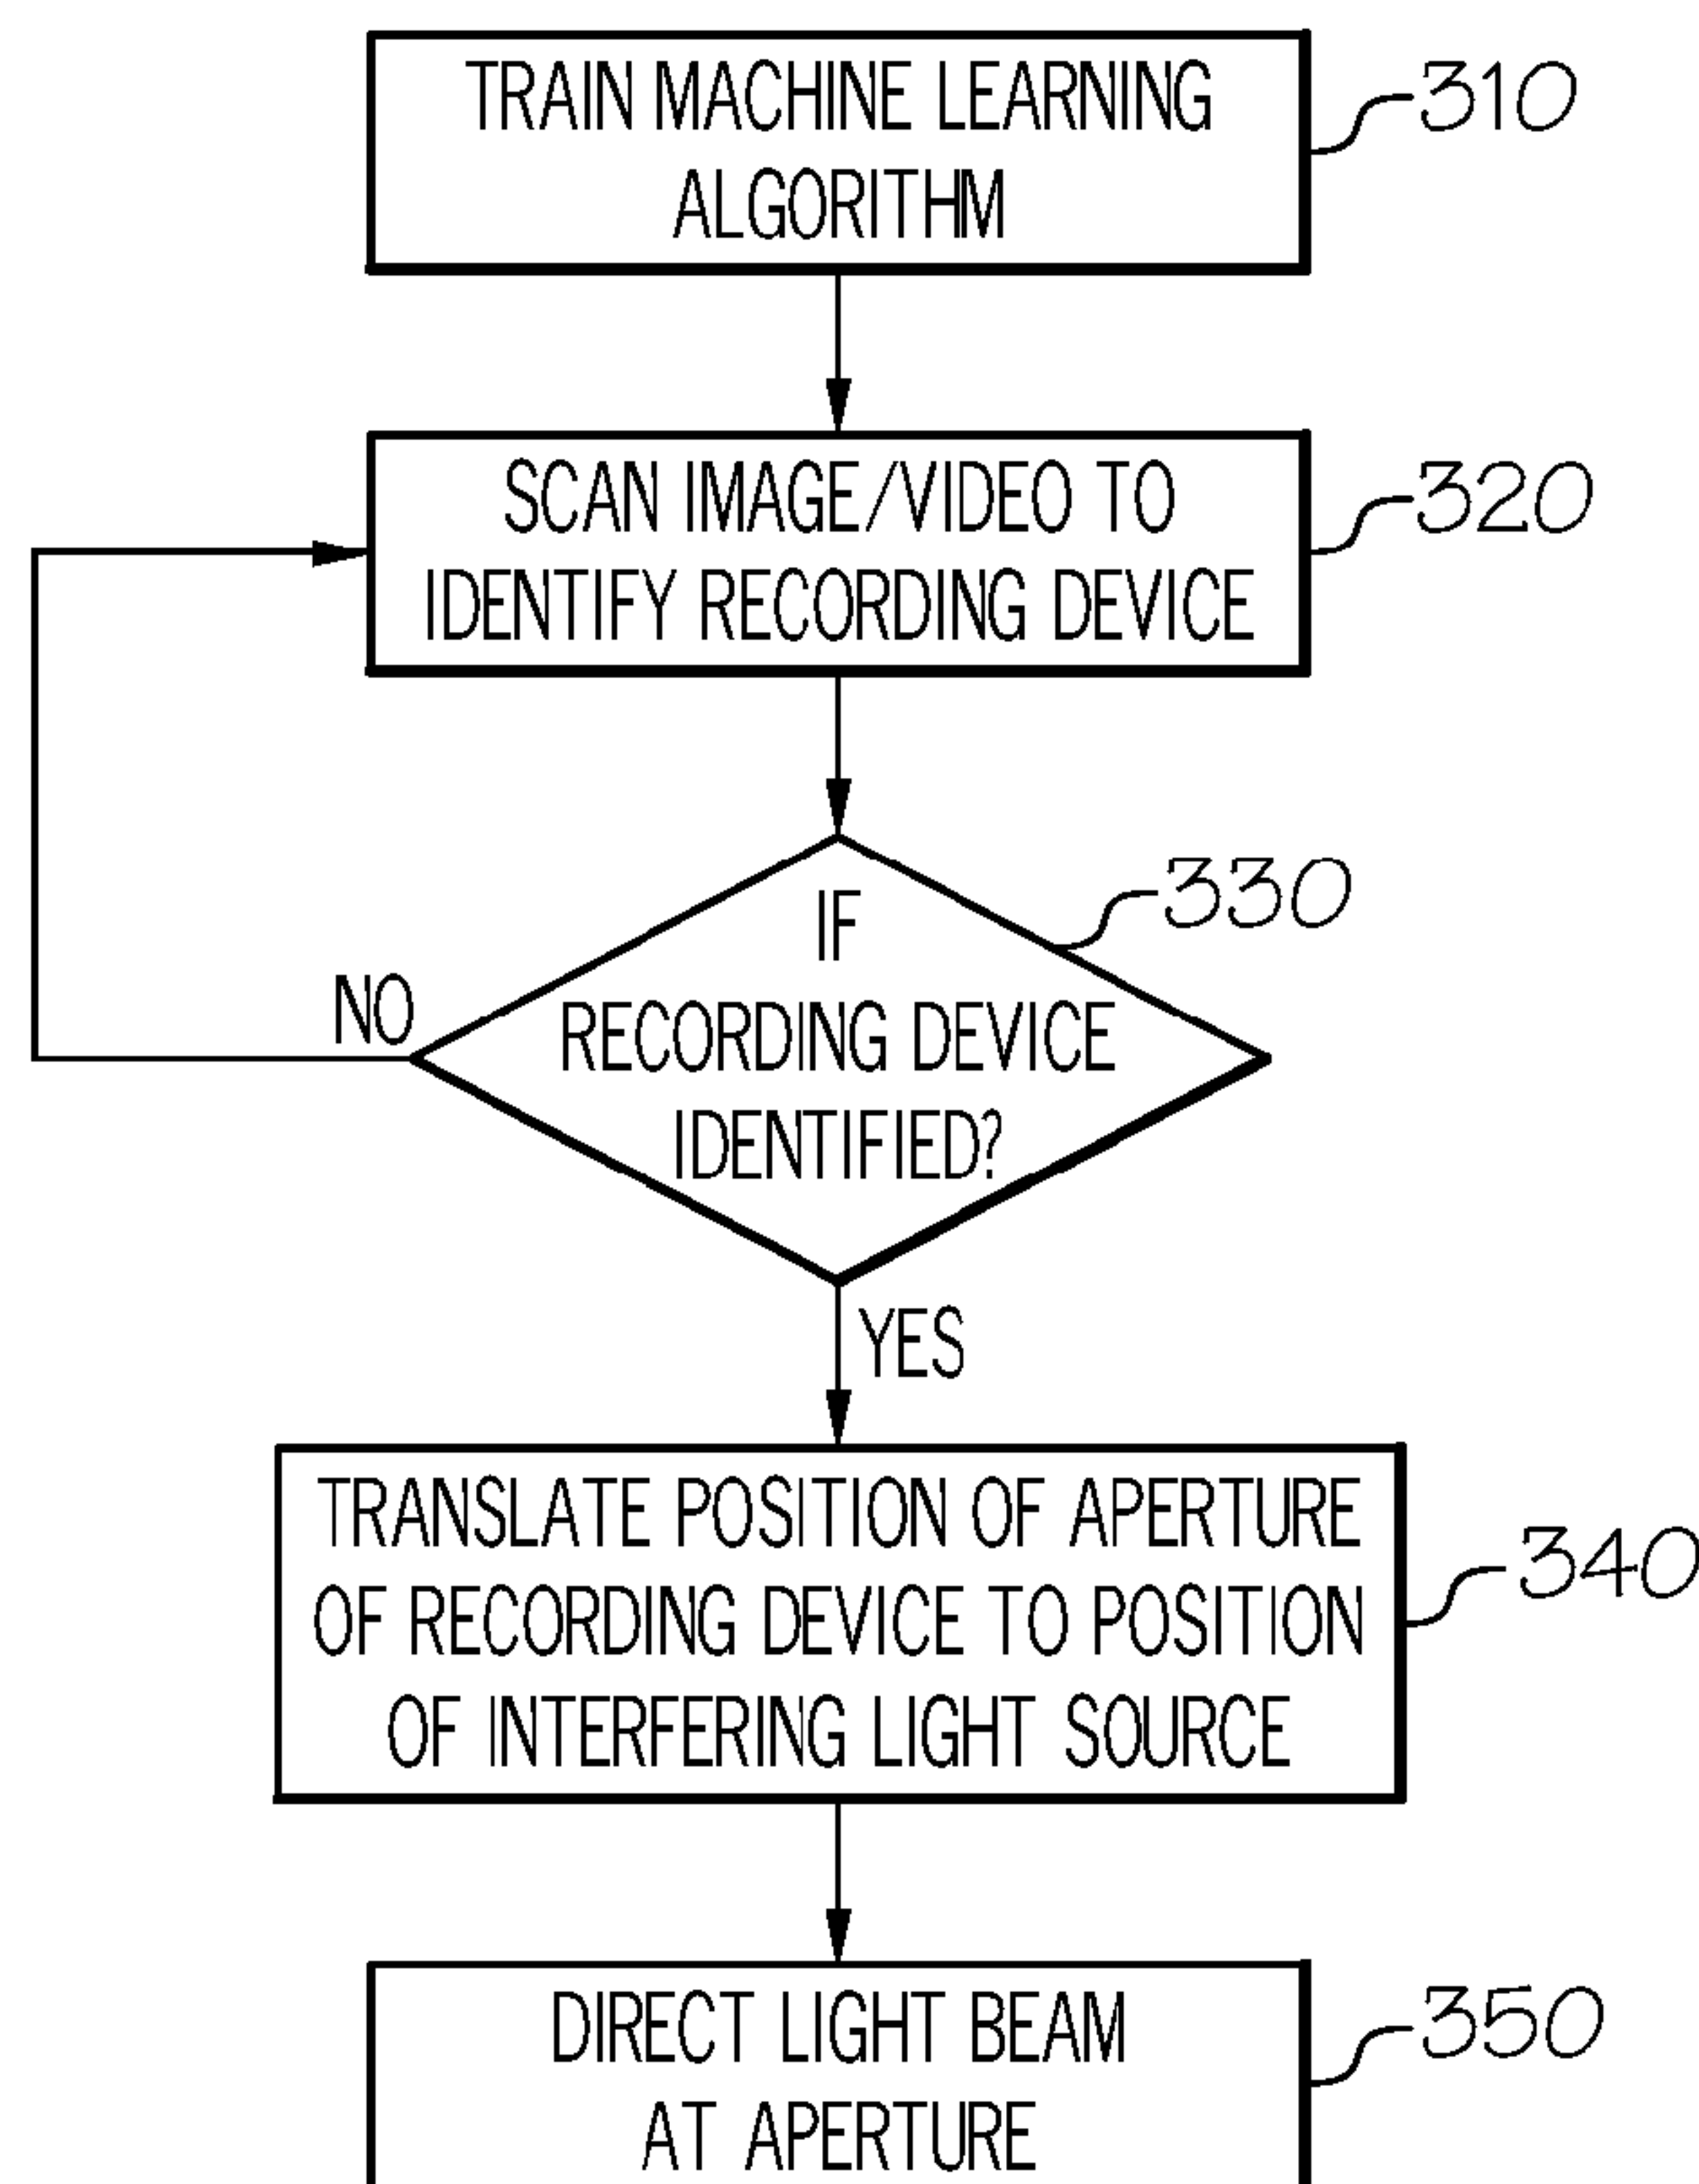 TRAIN MACHINE LEARNING
ALGORITHM
310
SCAN IMAGE/VIDEO TO
IDENTIFY RECORDING DEVICE
320
IF
RECORDING DEVICE
IDENTIFIED?
330
NO
YES
TRANSLATE POSITION OF APERTURE
OF RECORDING DEVICE TO POSITION
OF INTERFERING LIGHT SOURCE
340
DIRECT LIGHT BEAM
AT APERTURE
350